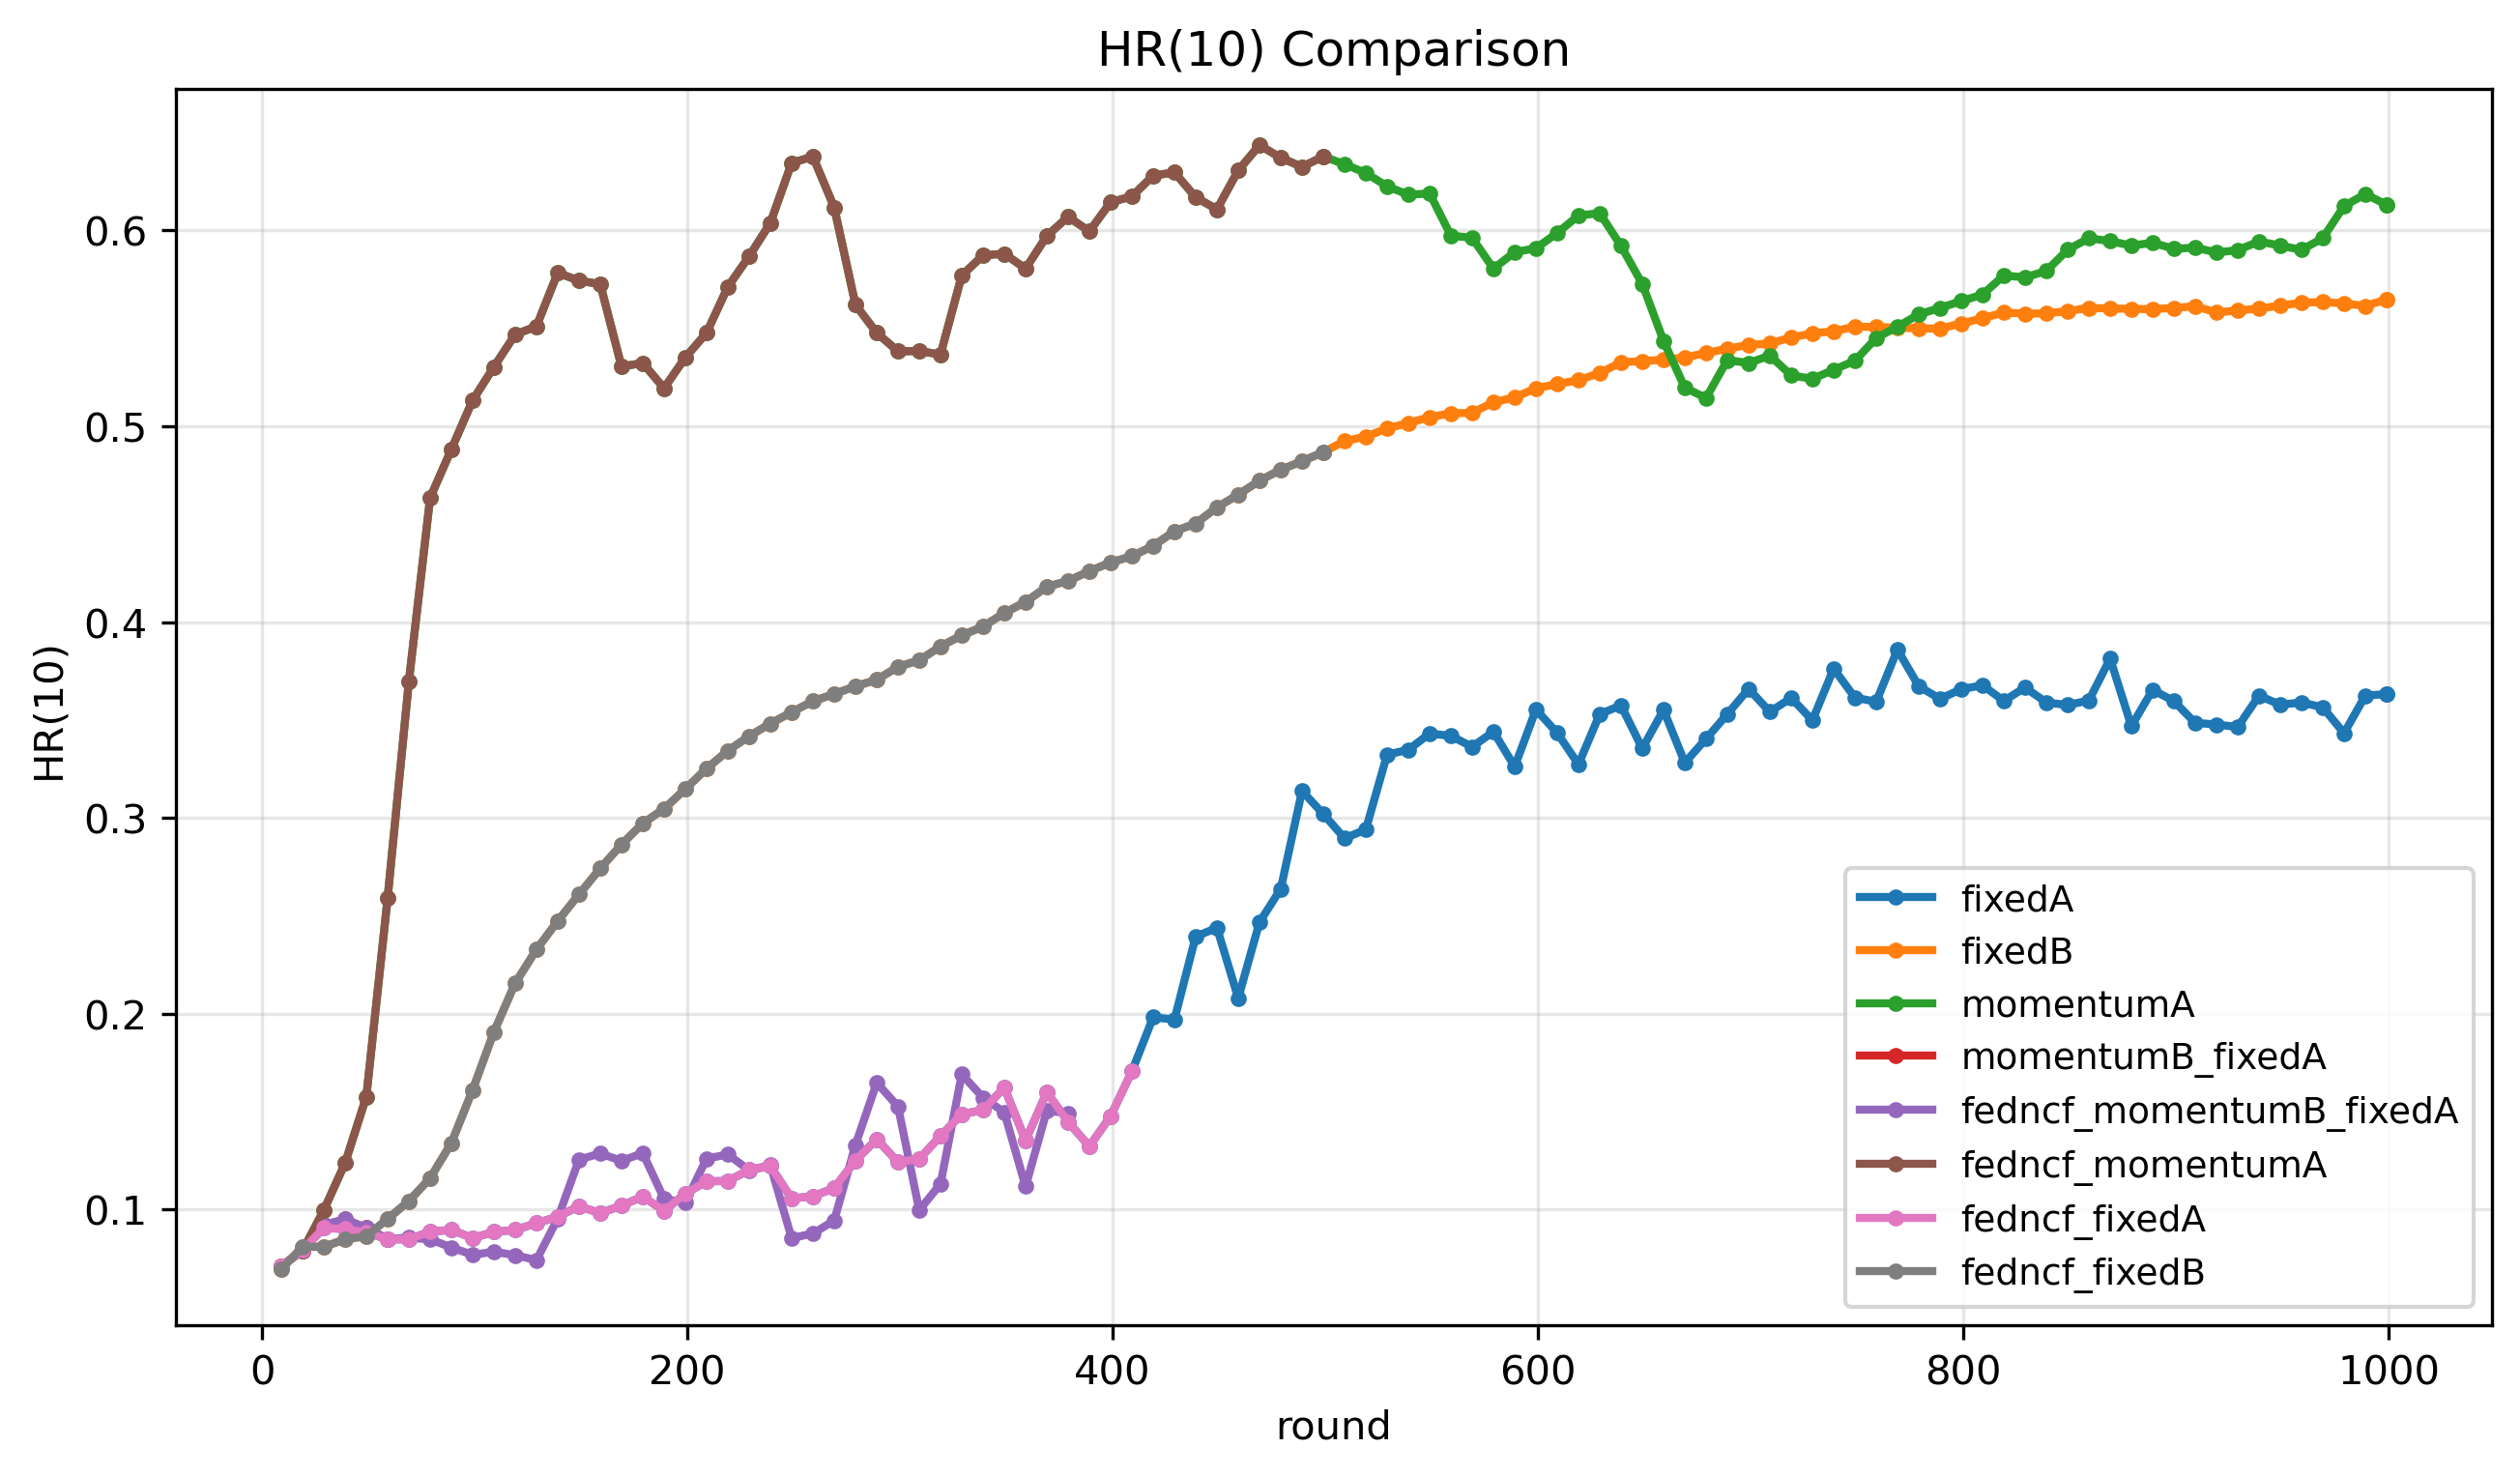 HR(10) Comparison
0.6
0.5
0.4
0.3
0.2
0.1
HR(10)
0
200
400
600
800
1000
round
fixedA
fixedB
momentumA
momentumB_fixedA
fedncf_momentumB_fixedA
fedncf_momentumA
fedncf_fixedA
fedncf_fixedB